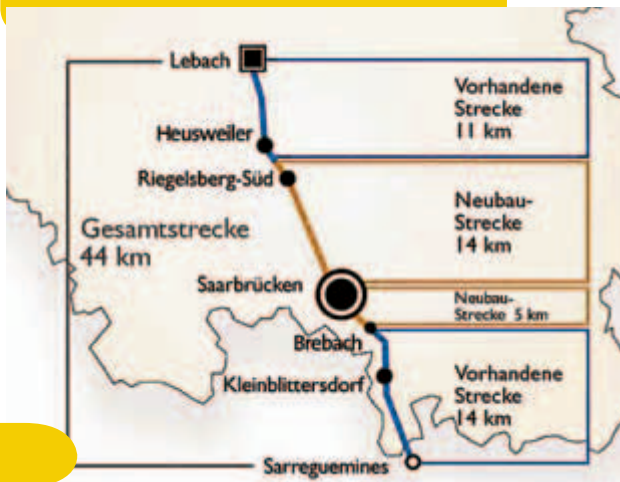 Lebach
Vorhandene
Strecke
11 km
Heusweiler
Riegelsberg-Süd
Gesamtstrecke
44 km
Neubau-
Strecke
14 km
Saarbrücken
Neubau-
Strecke 5 km
Brebach
Kleinblittersdorf
Vorhandene
Strecke
14 km
Sarreguemines